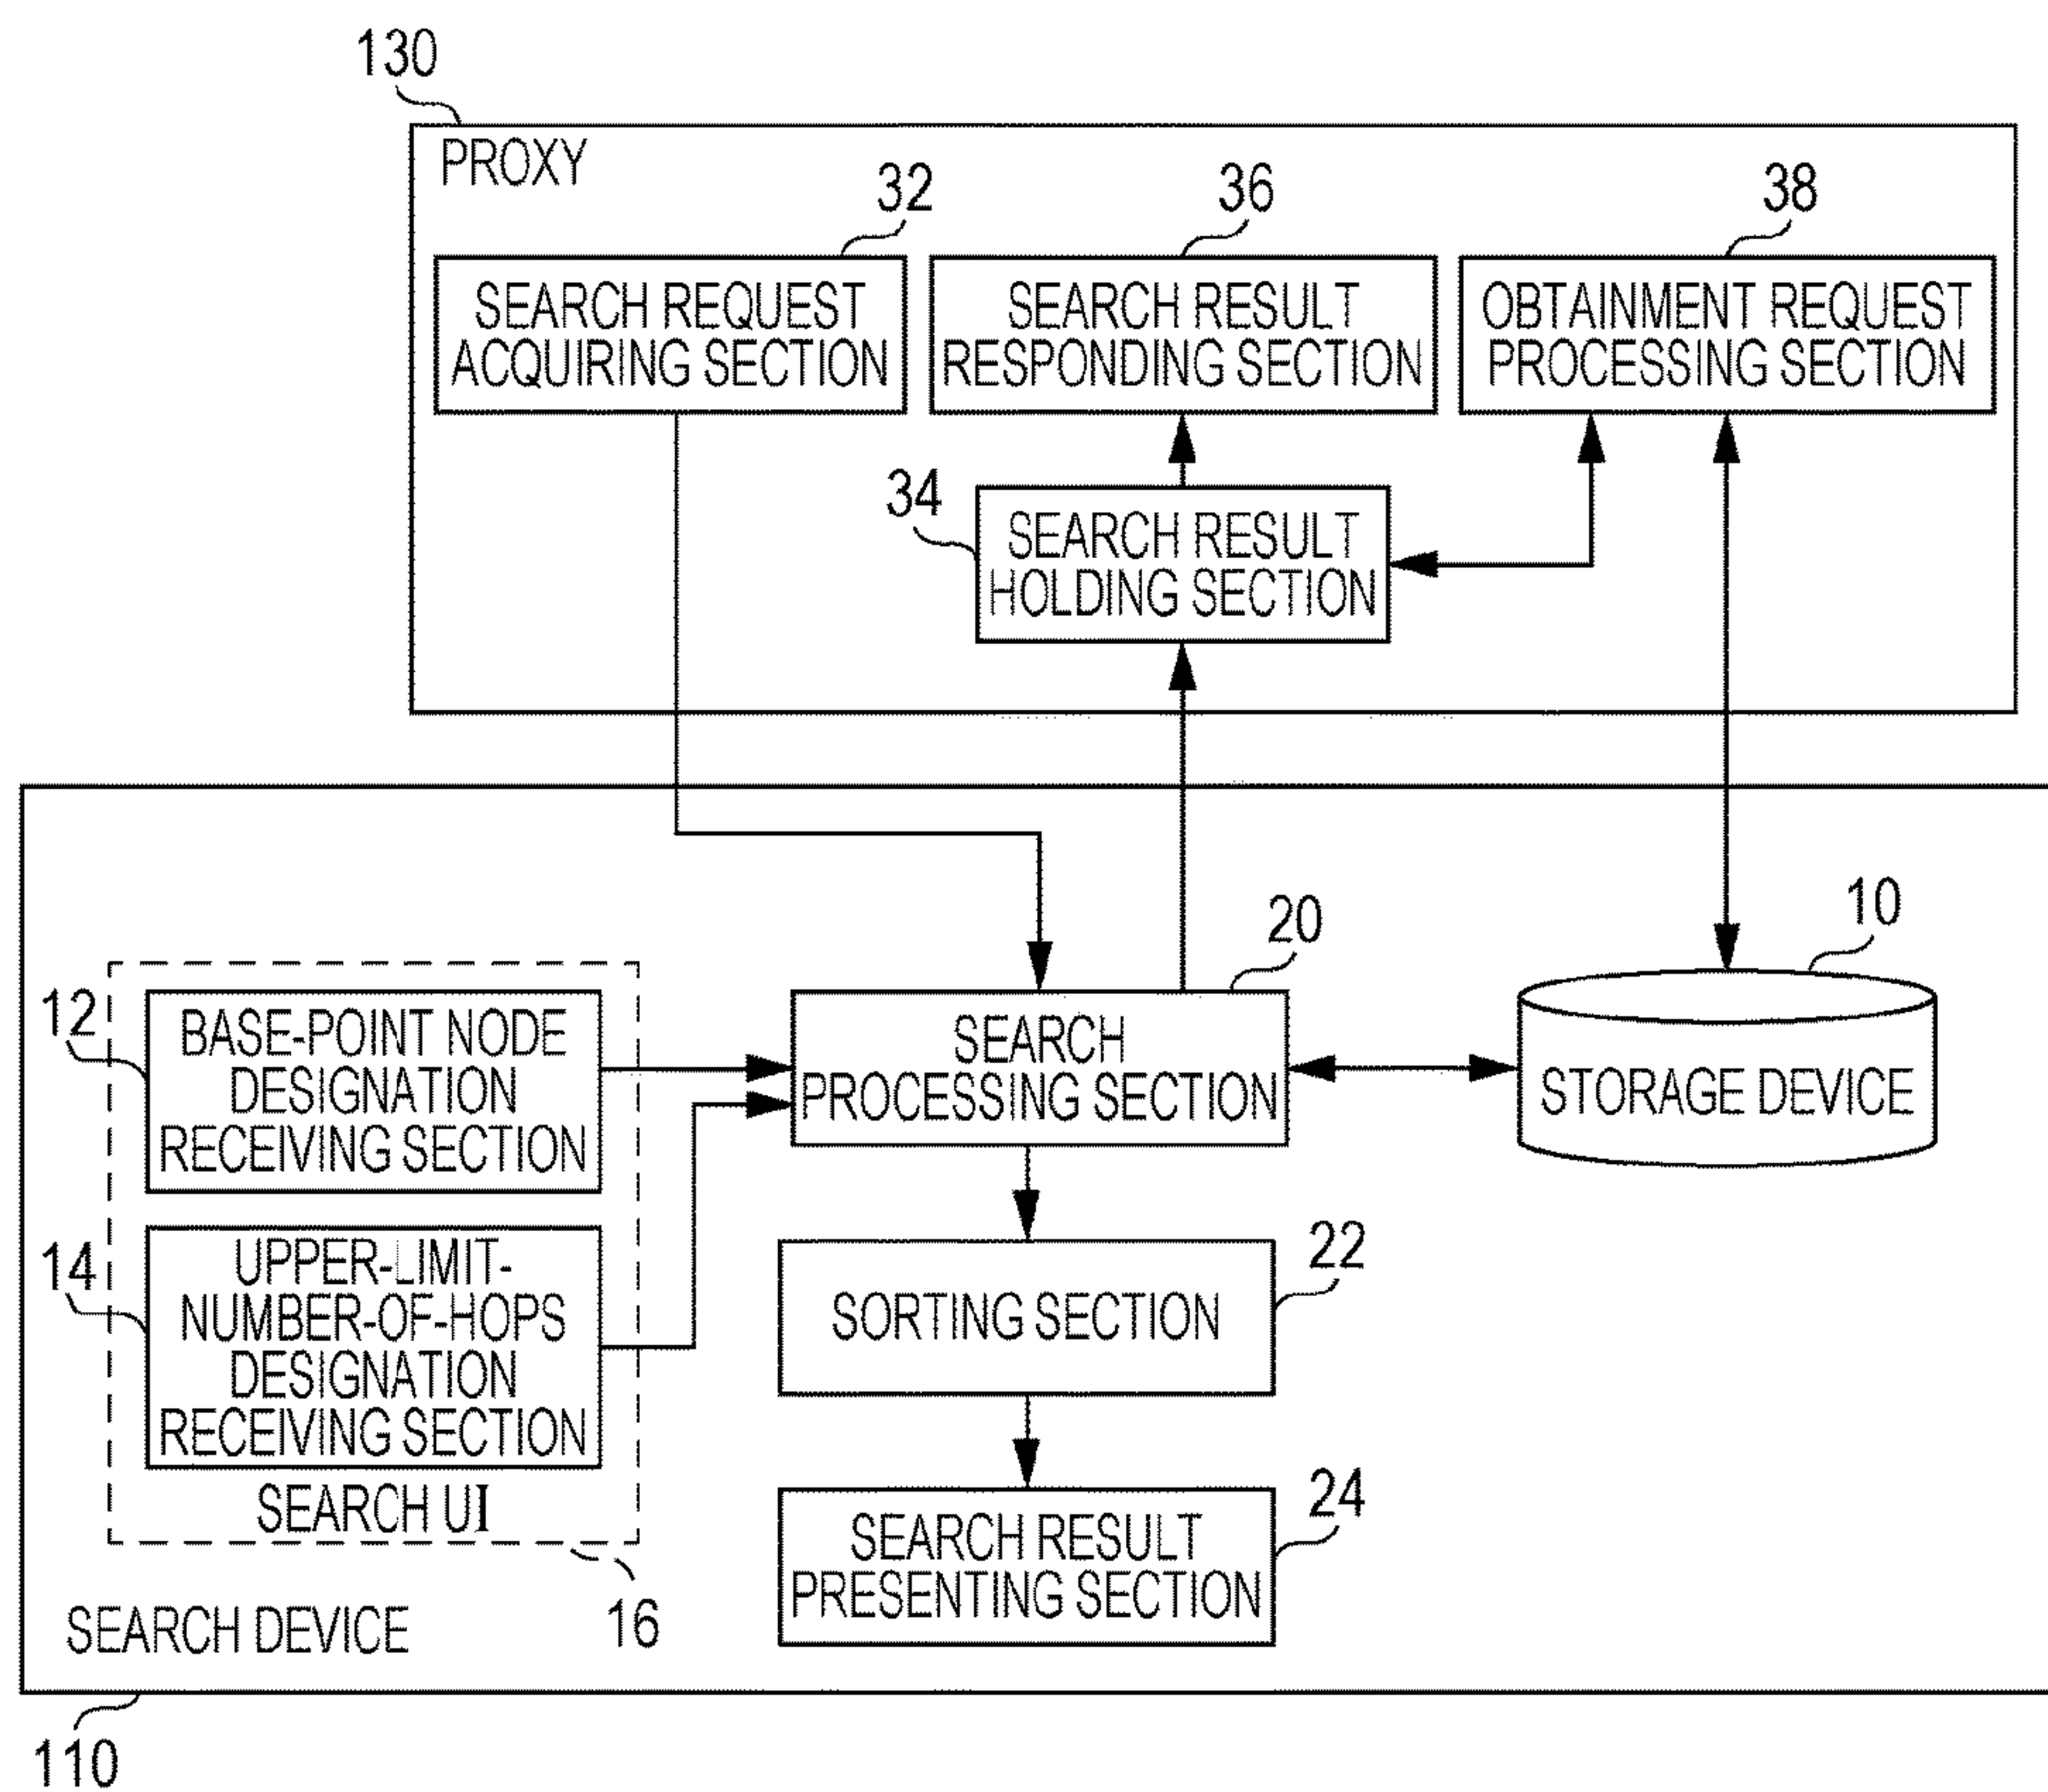 130
PROXY
32
36
38
SEARCH REQUEST
ACQUIRING SECTION
SEARCH RESULT
RESPONDING SECTION
OBTAINMENT REQUEST
PROCESSING SECTION
34
SEARCH RESULT
HOLDING SECTION
20
10
12
BASE-POINT NODE
DESIGNATION
RECEIVING SECTION
SEARCH
PROCESSING SECTION
STORAGE DEVICE
14
UPPER-LIMIT-
NUMBER-OF-HOPS
DESIGNATION
RECEIVING SECTION
SEARCH UI
16
22
SORTING SECTION
24
SEARCH RESULT
PRESENTING SECTION
SEARCH DEVICE
110